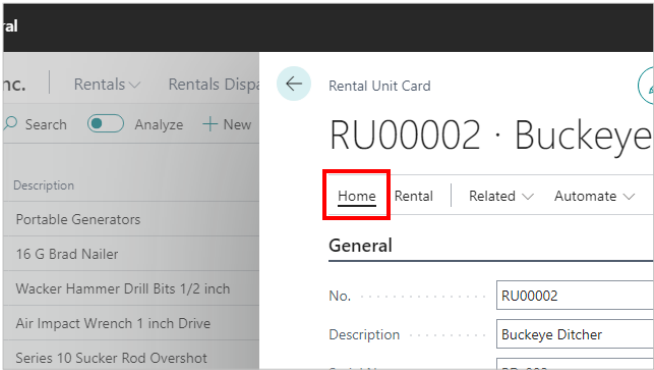 ral
nc.
Rentals
Rentals Dispa
Search
Analyze
New
Description
Portable Generators
16 G Brad Nailer
Wacker Hammer Drill Bits 1/2 inch
Air Impact Wrench 1 inch Drive
Series 10 Sucker Rod Overshot
Rental Unit Card
RU00002 · Buckeye
Home
Rental
Related
Automate
General
No.
RU00002
Description
Buckeye Ditcher